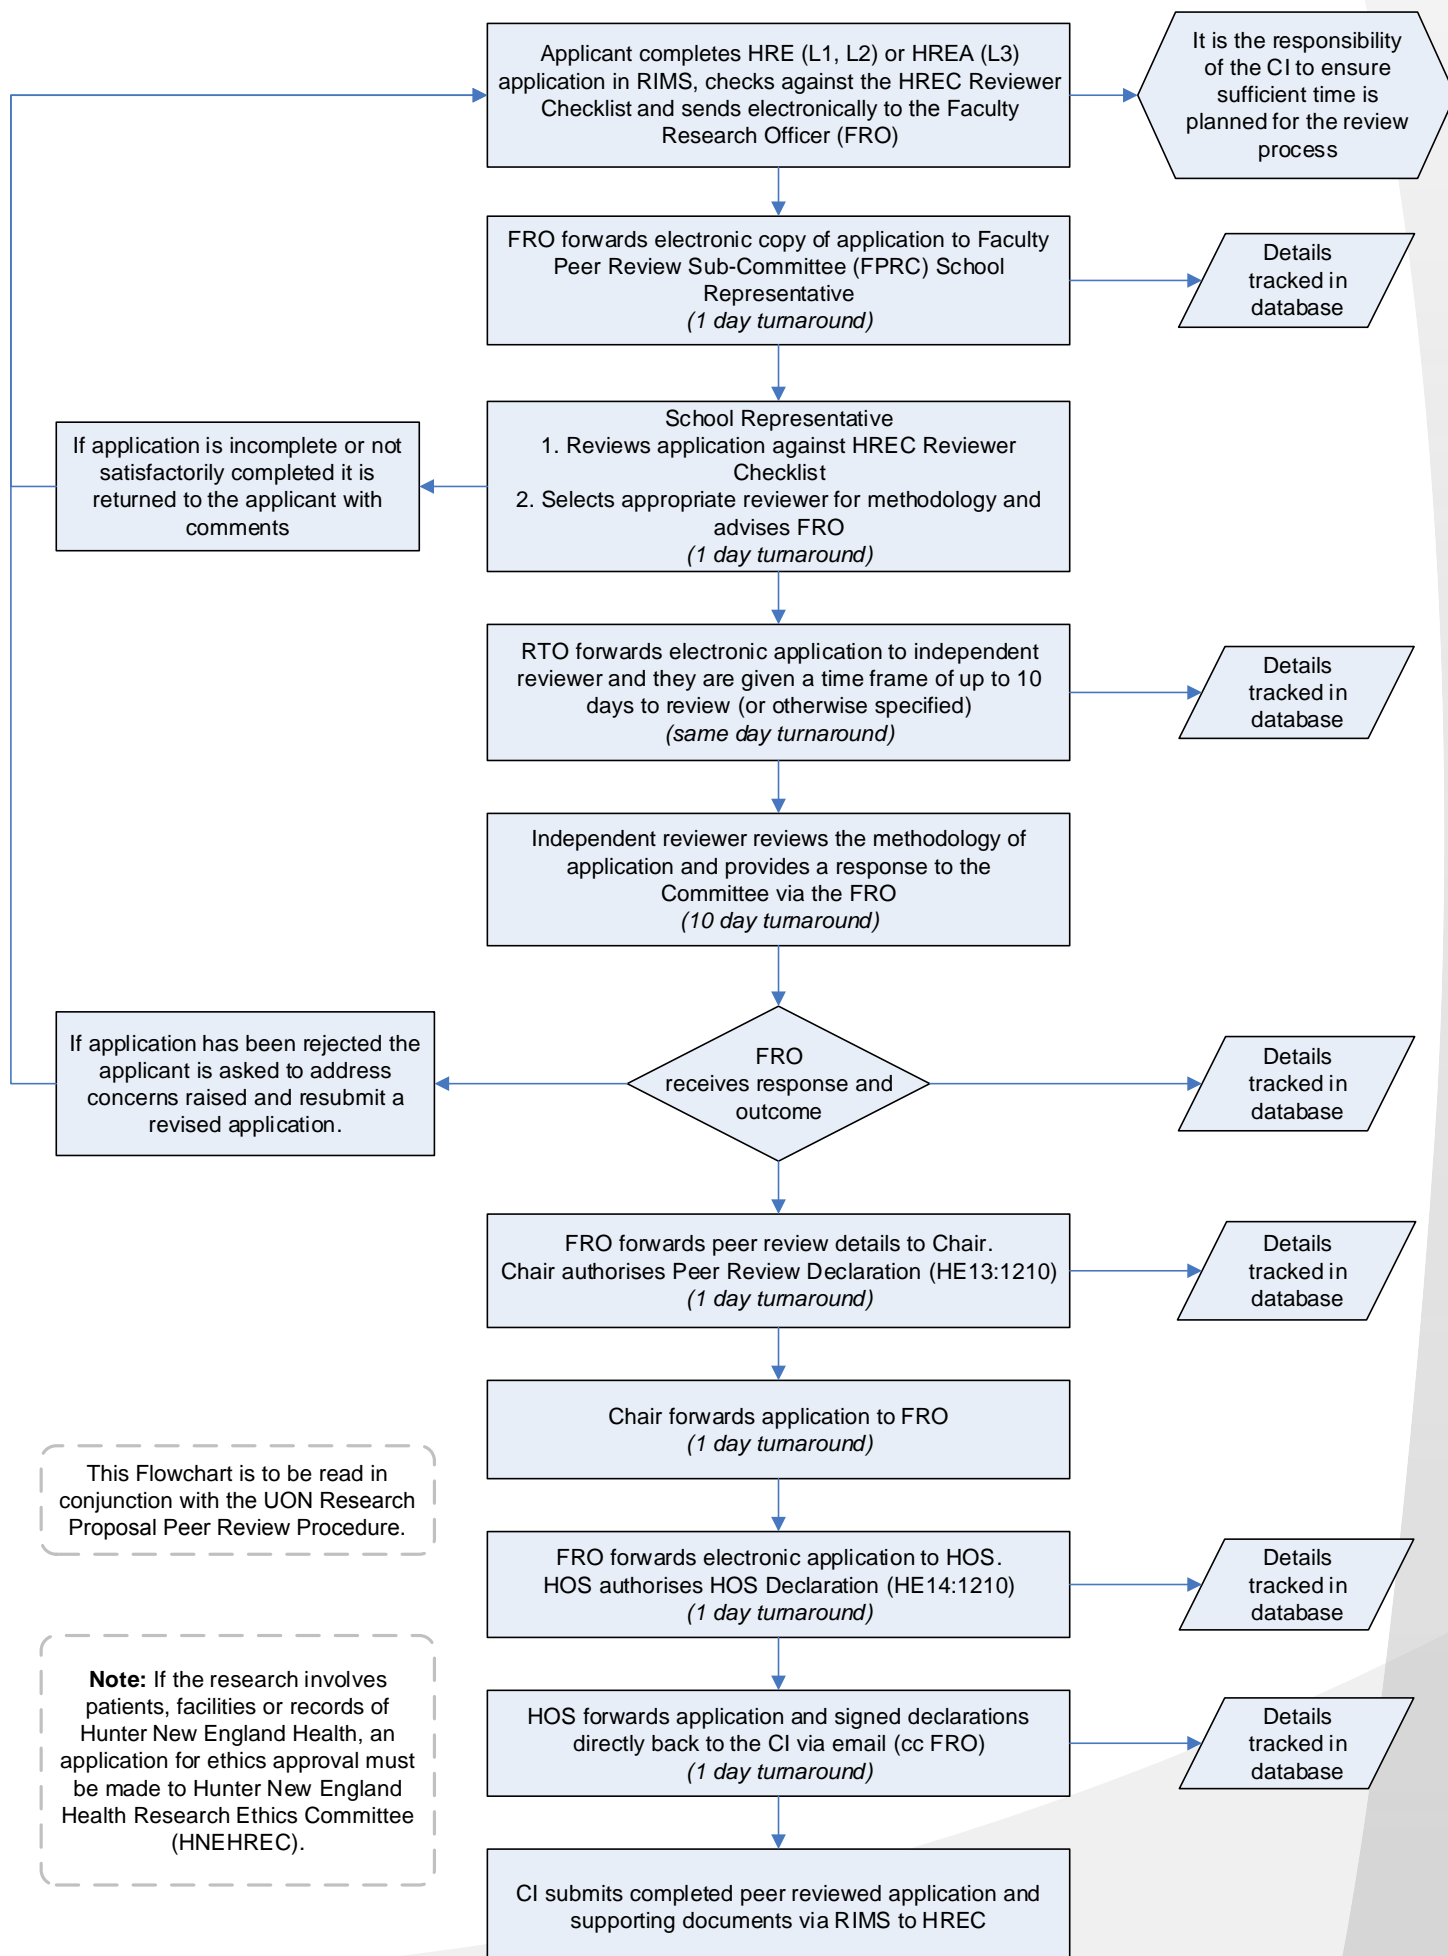 Applicant completes HRE (L1, L2) or HREA (L3)
application in RIMS, checks against the HREC Reviewer
Checklist and sends electronically to the Faculty
Research Officer (FRO)
It is the responsibility
of the CI to ensure
sufficient time is
planned for the review
process
FRO forwards electronic copy of application to Faculty
Peer Review Sub-Committee (FPRC) School
Representative
(1 day turnaround)
Details
tracked in
database
School Representative
1. Reviews application against HREC Reviewer
Checklist
2. Selects appropriate reviewer for methodology and
advises FRO
(1 day turnaround)
If application is incomplete or not
satisfactorily completed it is
returned to the applicant with
comments
RTO forwards electronic application to independent
reviewer and they are given a time frame of up to 10
days to review (or otherwise specified)
(same day turnaround)
Details
tracked in
database
Independent reviewer reviews the methodology of
application and provides a response to the
Committee via the FRO
(10 day turnaround)
If application has been rejected the
applicant is asked to address
concerns raised and resubmit a
revised application.
FRO
receives response and
outcome
Details
tracked in
database
FRO forwards peer review details to Chair.
Chair authorises Peer Review Declaration (HE13:1210)
(1 day turnaround)
Details
tracked in
database
Chair forwards application to FRO
(1 day turnaround)
This Flowchart is to be read in
conjunction with the UON Research
Proposal Peer Review Procedure.
FRO forwards electronic application to HOS.
HOS authorises HOS Declaration (HE14:1210)
(1 day turnaround)
Details
tracked in
database
Note: If the research involves
patients, facilities or records of
Hunter New England Health, an
application for ethics approval must
be made to Hunter New England
Health Research Ethics Committee
(HNEHREC).
HOS forwards application and signed declarations
directly back to the CI via email (cc FRO)
(1 day turnaround)
Details
tracked in
database
CI submits completed peer reviewed application and
supporting documents via RIMS to HREC